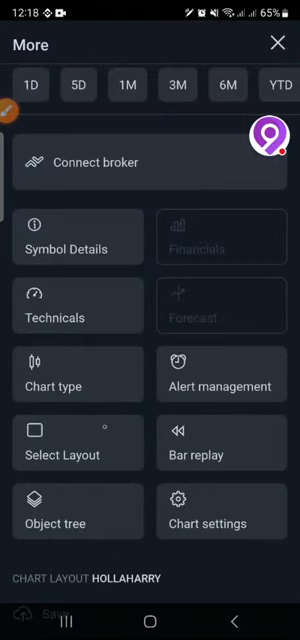 12:18 65%
More
1D 5D 1M 3M 6M YTD
Connect broker
Symbol Details Financials
Technicals Forecast
Chart type Alert management
Select Layout Bar replay
Object tree Chart settings
CHART LAYOUT HOLLAHARRY
Save